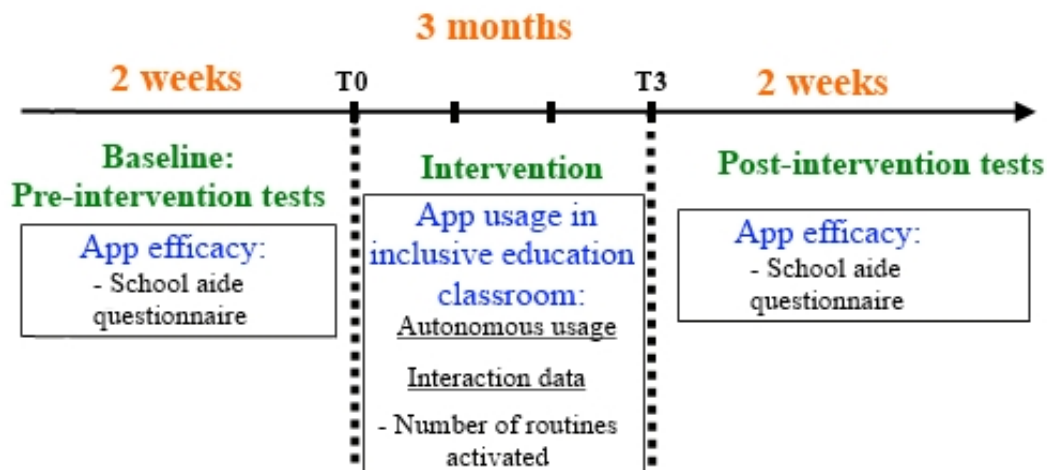 3 months
2 weeks
T0
T3
2 weeks
Baseline:
Pre-intervention tests
App efficacy:
- School aide
questionnaire
Intervention
App usage in
inclusive education
classroom:
Autonomous usage
Interaction data
- Number of routines
activated
Post-intervention tests
App efficacy:
- School aide
questionnaire